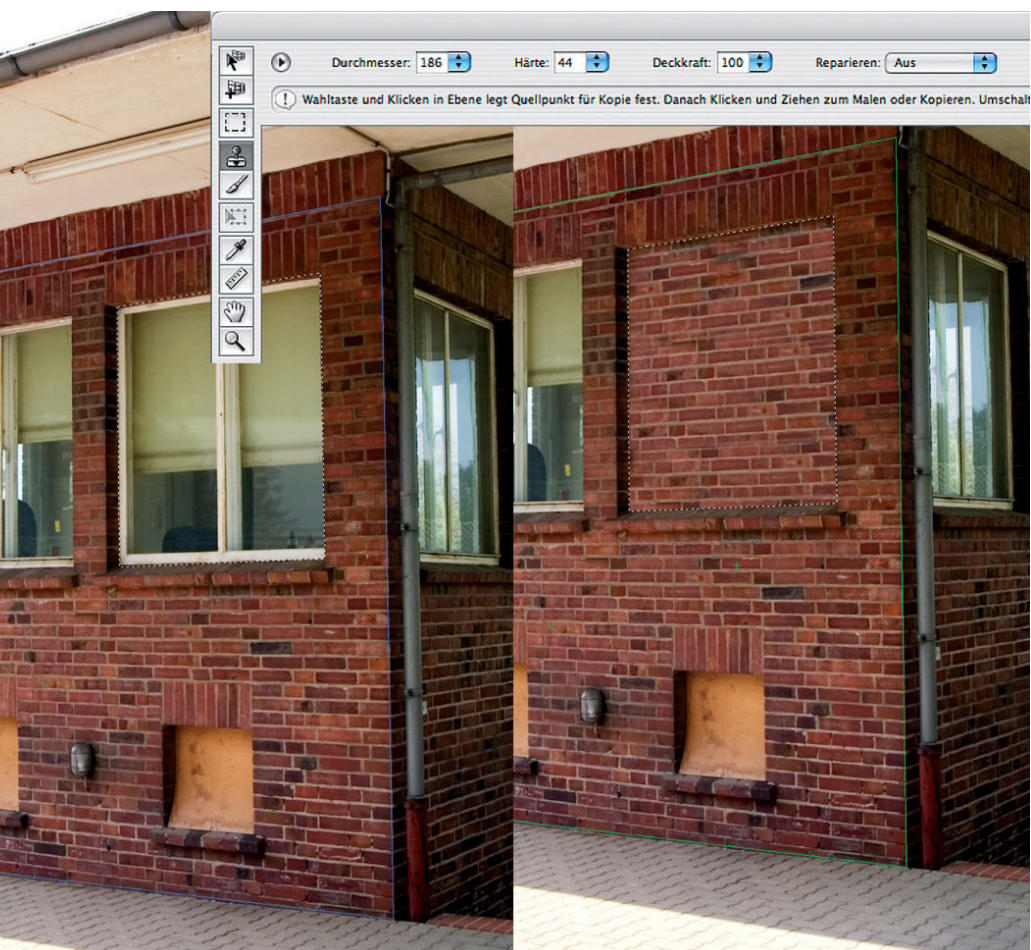 Durchmesser: 186 Härte: 44 Deckkraft: 100 Reparieren: Aus
Wahltaste und Klicken in Ebene legt Quellpunkt für Kopie fest. Danach Klicken und Ziehen zum Malen oder Kopieren. Umschalt